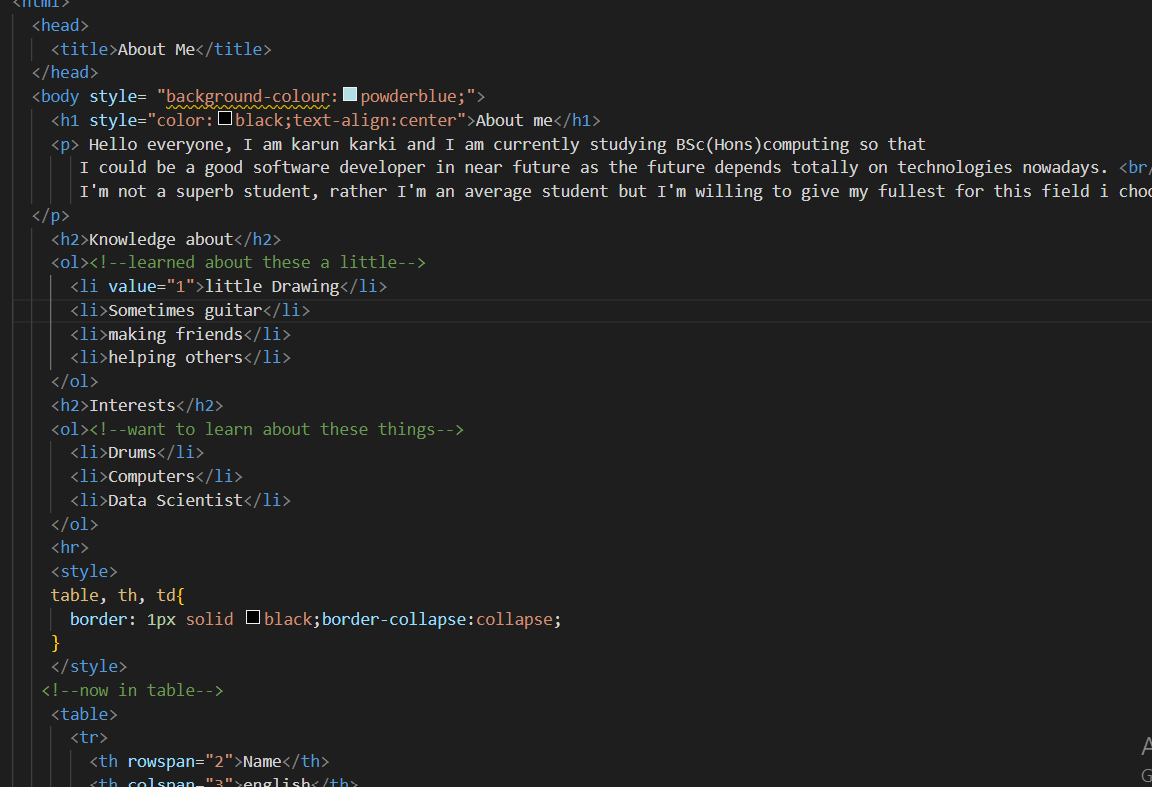 <html>
<head>
<title>About Me</title>
</head>
<body style= "background-colour:powderblue;">
<h1 style="color:black;text-align:center">About me</h1>
<p> Hello everyone, I am karun karki and I am currently studying BSc(Hons)computing so that
I could be a good software developer in near future as the future depends totally on technologies nowadays. <br/
I'm not a superb student, rather I'm an average student but I'm willing to give my fullest for this field i choo
</p>
<h2>Knowledge about</h2>
<ol><!--learned about these a little-->
<li value="1">little Drawing</li>
<li>Sometimes guitar</li>
<li>making friends</li>
<li>helping others</li>
</ol>
<h2>Interests</h2>
<ol><!--want to learn about these things-->
<li>Drums</li>
<li>Computers</li>
<li>Data Scientist</li>
</ol>
<hr>
<style>
table, th, td{
border: 1px solid black;border-collapse:collapse;
}
</style>
<!--now in table-->
<table>
<tr>
<th rowspan="2">Name</th>
<th colspan="3">english</th>